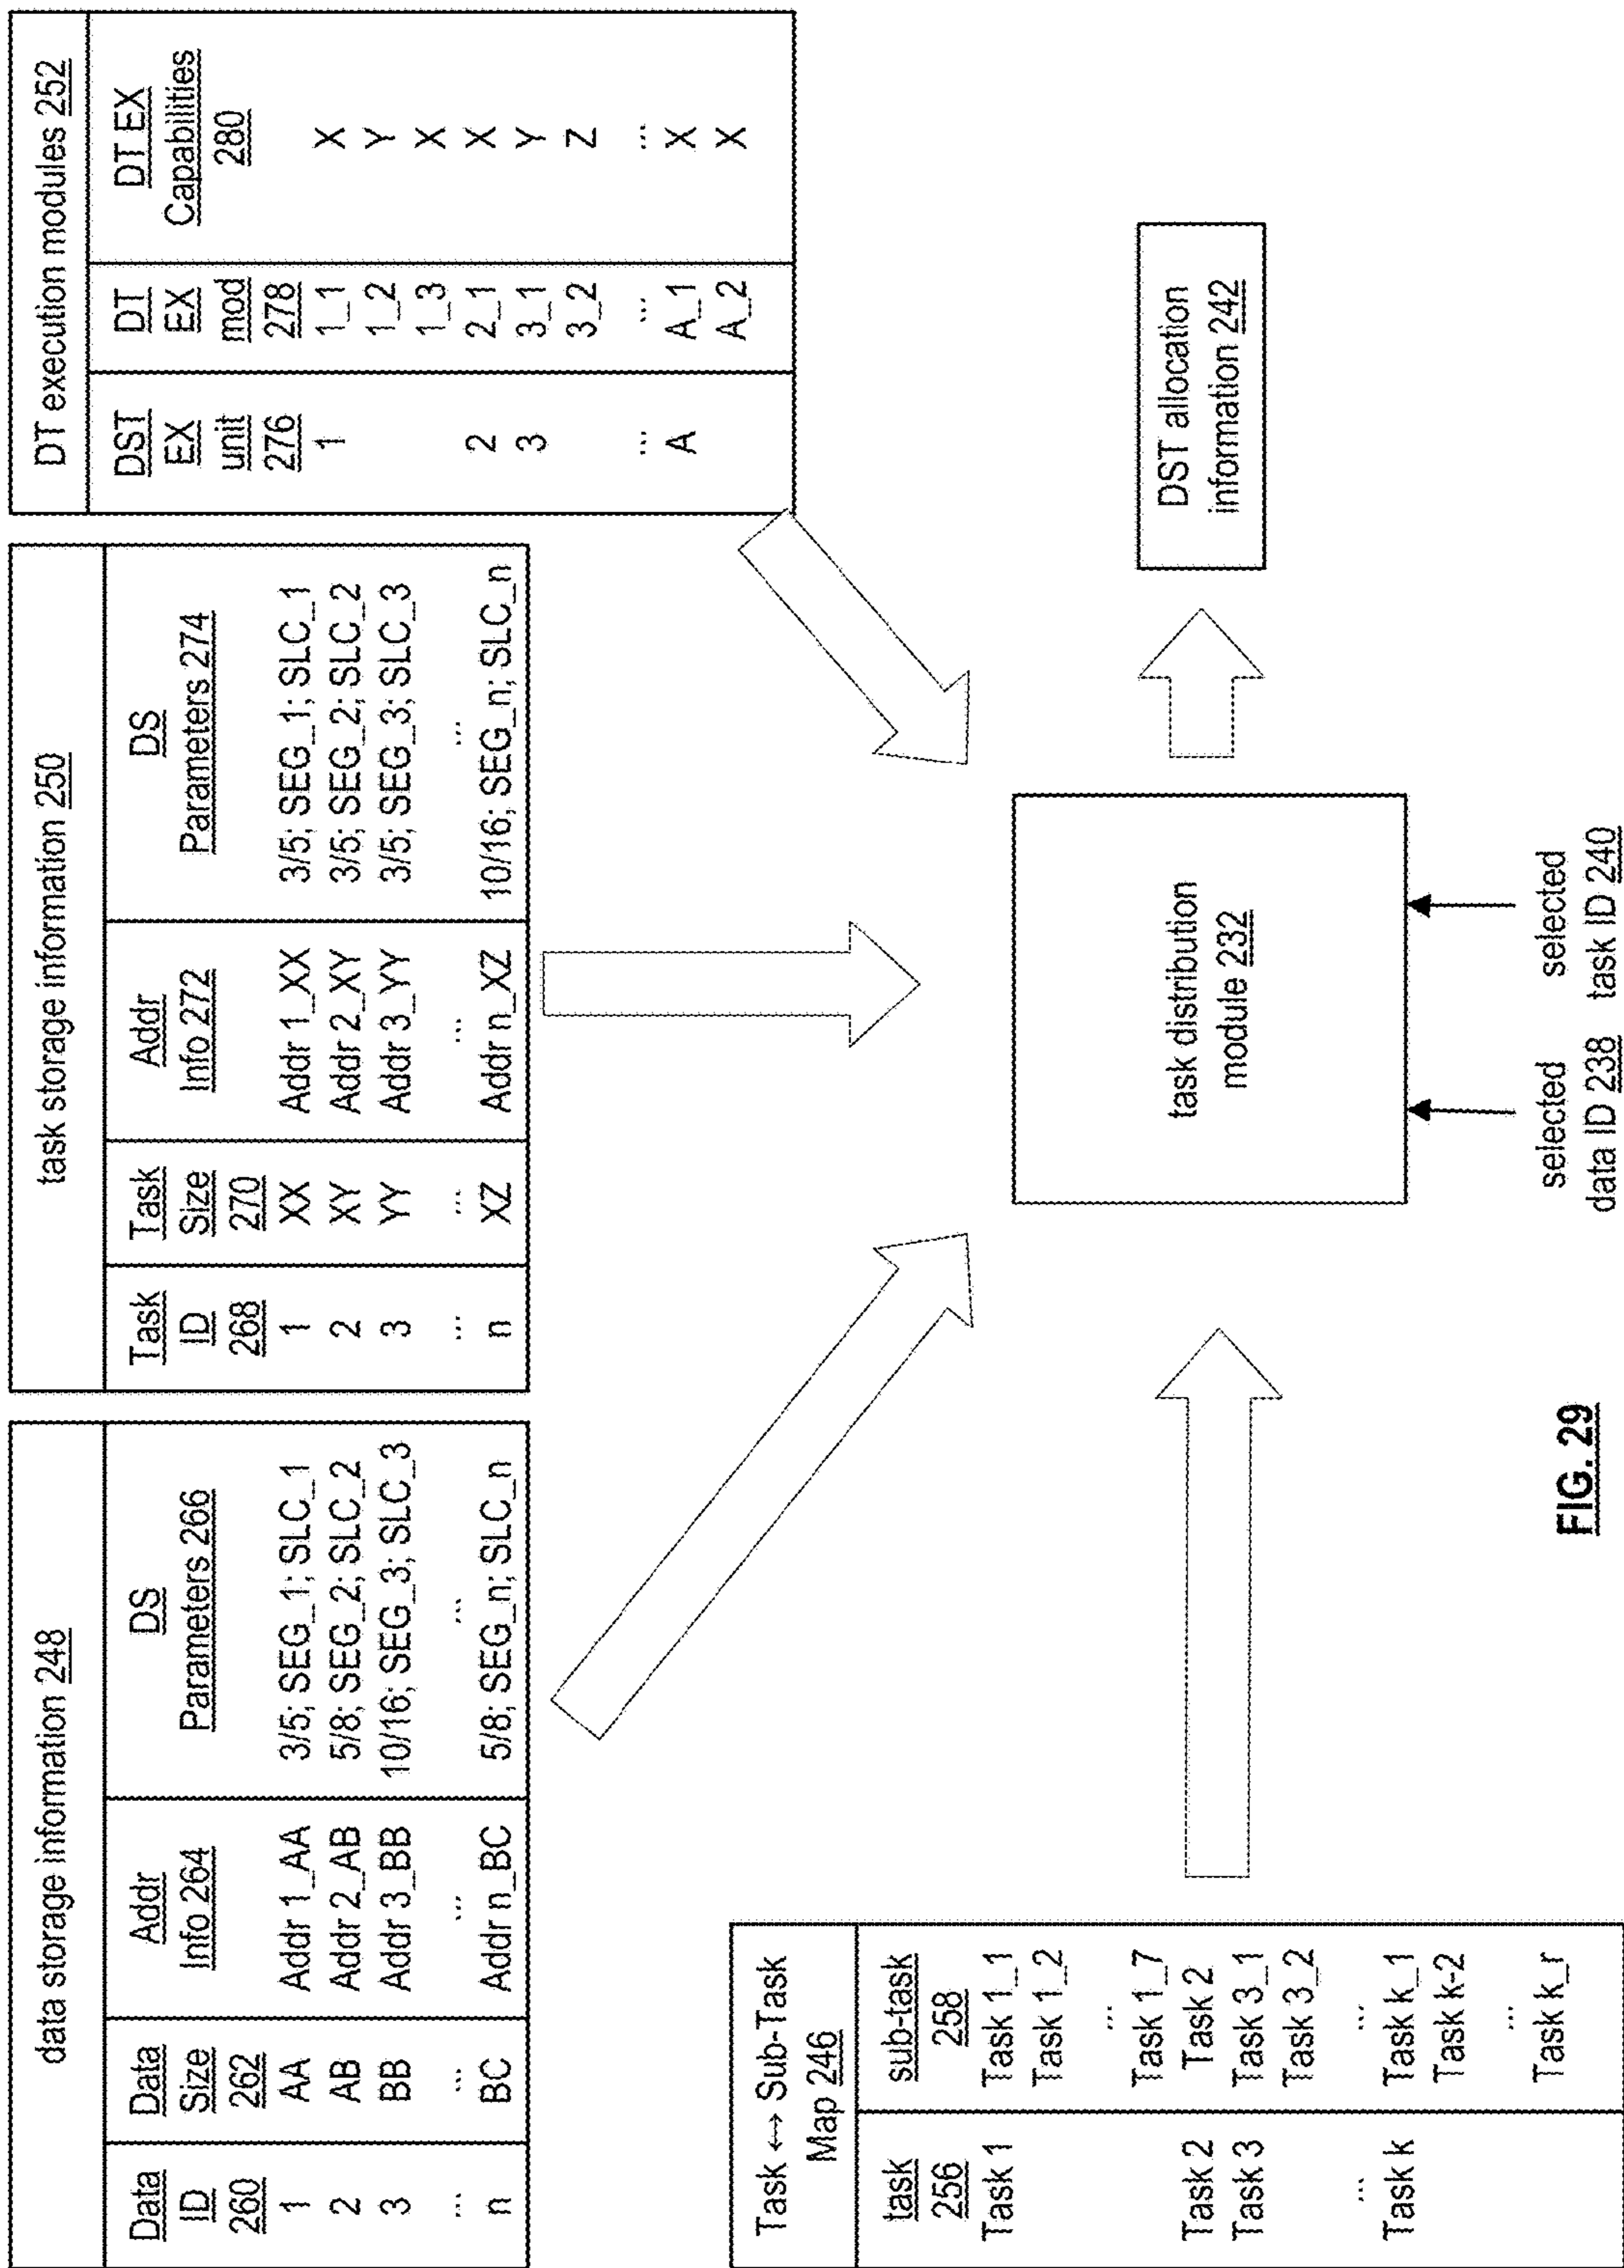 data storage information 248
Data ID 260 Data Size 262 Addr Info 264 DS Parameters 266
1 AA Addr 1_AA 3/5; SEG_1; SLC_1
2 AB Addr 2_AB 5/8; SEG_2; SLC_2
3 BB Addr 3_BB 10/16; SEG_3; SLC_3
... ... ... ...
n BC Addr n_BC 5/8; SEG_n; SLC_n
task storage information 250
Task ID 268 Task Size 270 Addr Info 272 DS Parameters 274
1 XX Addr 1_XX 3/5; SEG_1; SLC_1
2 XY Addr 2_XY 3/5; SEG_2; SLC_2
3 YY Addr 3_YY 3/5; SEG_3; SLC_3
... ... ... ...
n XZ Addr n_XZ 10/16; SEG_n; SLC_n
DT execution modules 252
DST EX unit 276 DT EX mod 278 DT EX Capabilities 280
1 1_1 X
1_2 Y
1_3 X
2 2_1 X
3 3_1 Y
3_2 Z
... ... ...
A A_1 X
A_2 X
Task ↔ Sub-Task
Map 246
task 256 sub-task 258
Task 1 Task 1_1
Task 1_2
...
Task 1_7
Task 2 Task 2
Task 3 Task 3_1
Task 3_2
... ...
Task k Task k_1
Task k-2
...
Task k_r
task distribution
module 232
DST allocation
information 242
selected
data ID 238
selected
task ID 240
FIG. 29